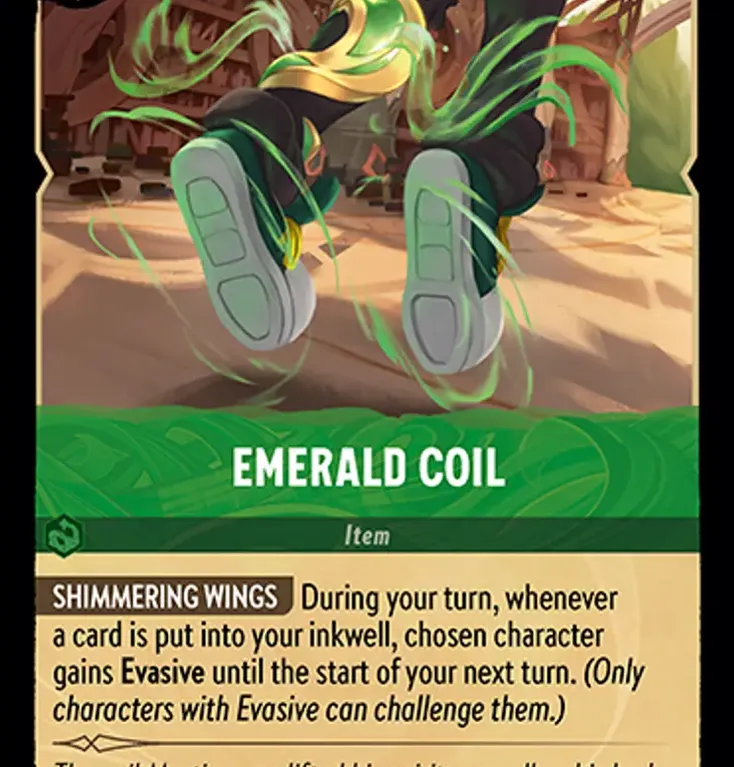 EMERALD COIL
Item
SHIMMERING WINGS During your turn, whenever
a card is put into your inkwell, chosen character
gains Evasive until the start of your next turn. (Only
characters with Evasive can challenge them.)